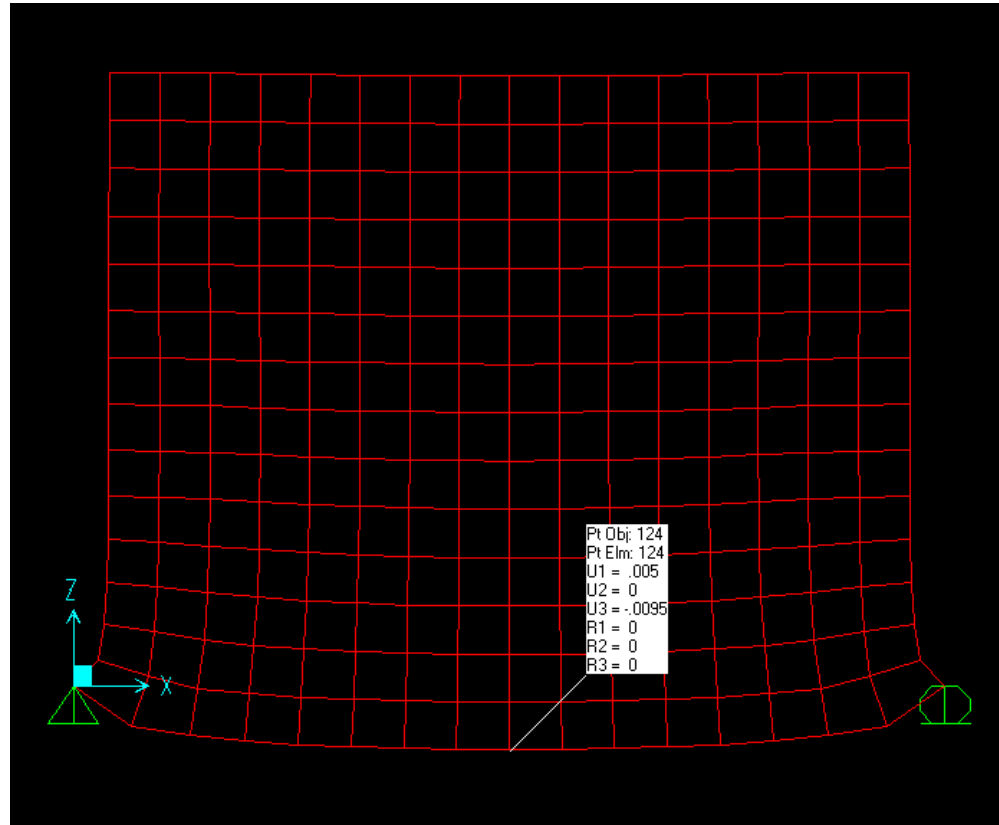 Pt Obj: 124
Pt Elm: 124
U1 = .005
U2 = 0
U3 = -.0095
R1 = 0
R2 = 0
R3 = 0
Z
X